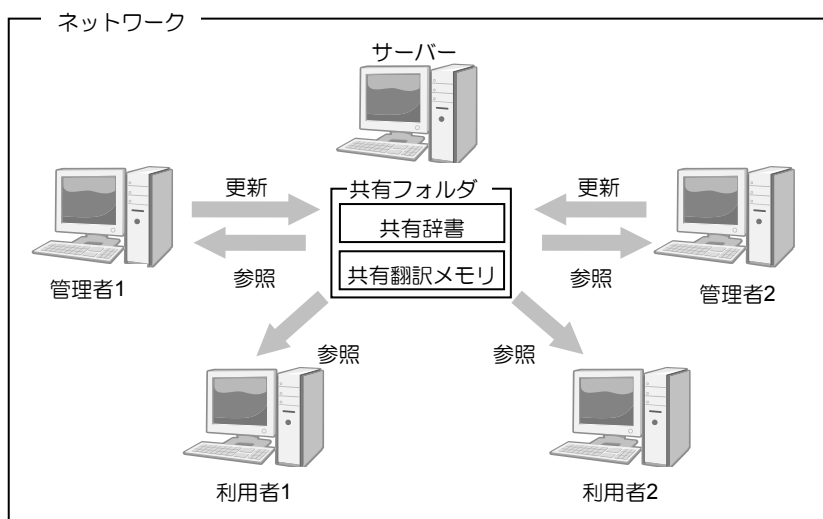 ネットワーク
サーバー
更新
共有フォルダ
更新
共有辞書
参照
共有翻訳メモリ
参照
管理者1
管理者2
参照
参照
利用者1
利用者2